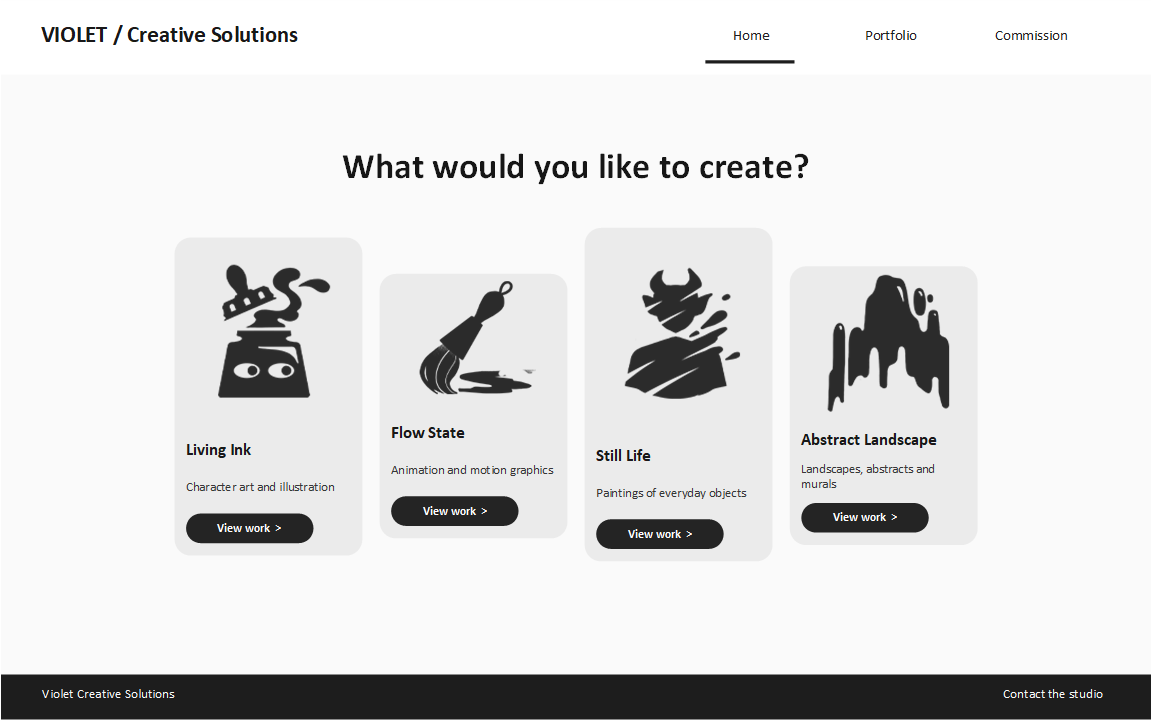 VIOLET / Creative Solutions
Home
Portfolio
Commission
What would you like to create?
Living Ink
Character art and illustration
View work >
Flow State
Animation and motion graphics
View work >
Still Life
Paintings of everyday objects
View work >
Abstract Landscape
Landscapes, abstracts and
murals
View work >
Violet Creative Solutions
Contact the studio